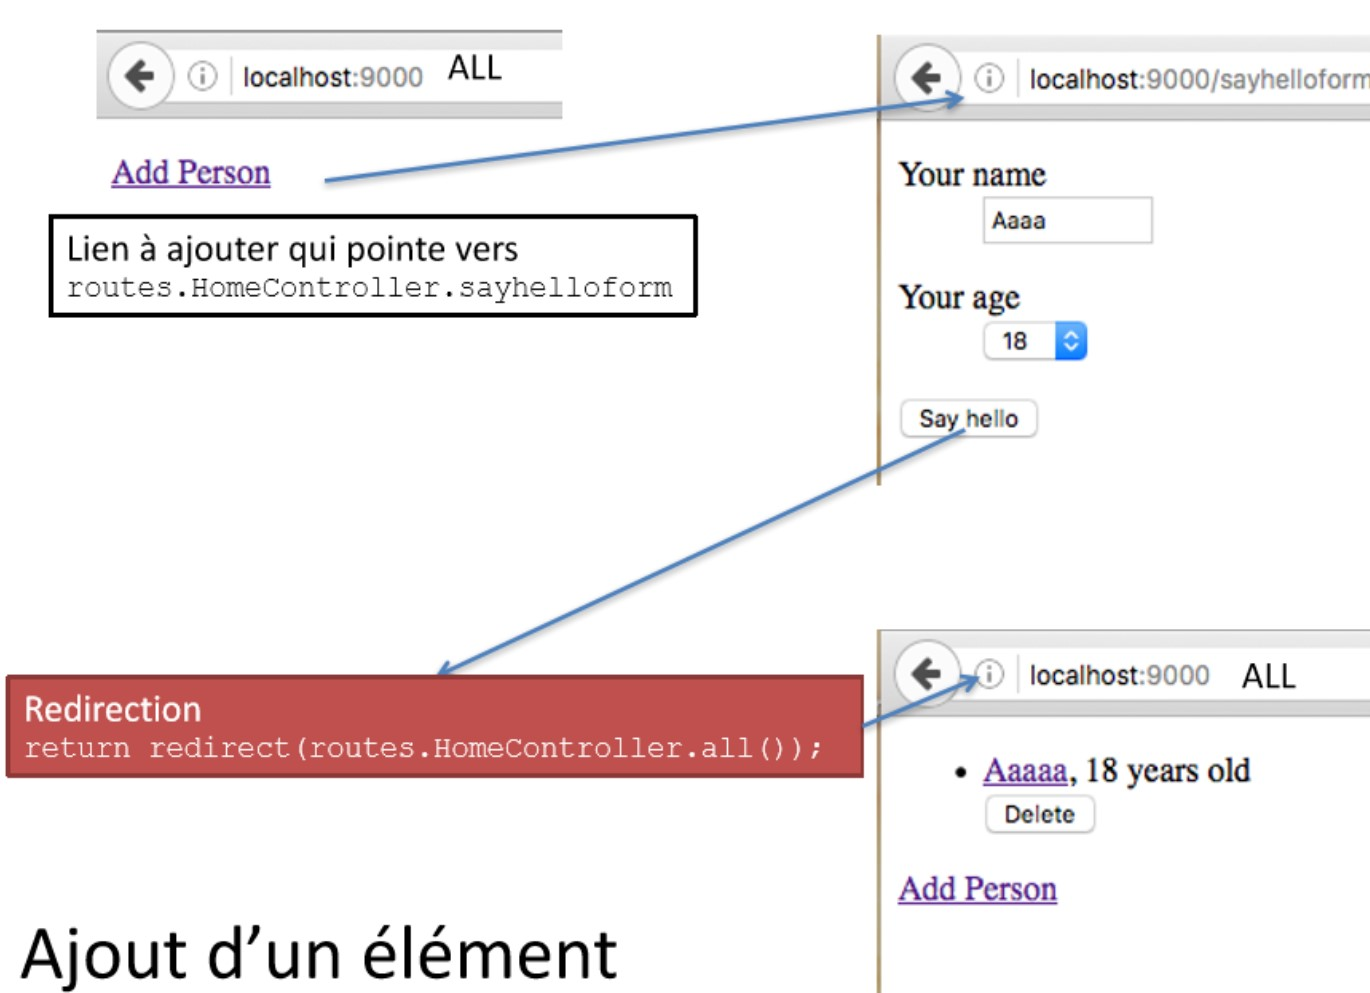 localhost:9000 ALL
Add Person
Lien à ajouter qui pointe vers
routes.HomeController.sayhelloform
localhost:9000/sayhelloform
Your name
Aaaa
Your age
18
Say hello
Redirection
return redirect(routes.HomeController.all());
localhost:9000 ALL
• Aaaaa, 18 years old
Delete
Add Person
Ajout d’un élément